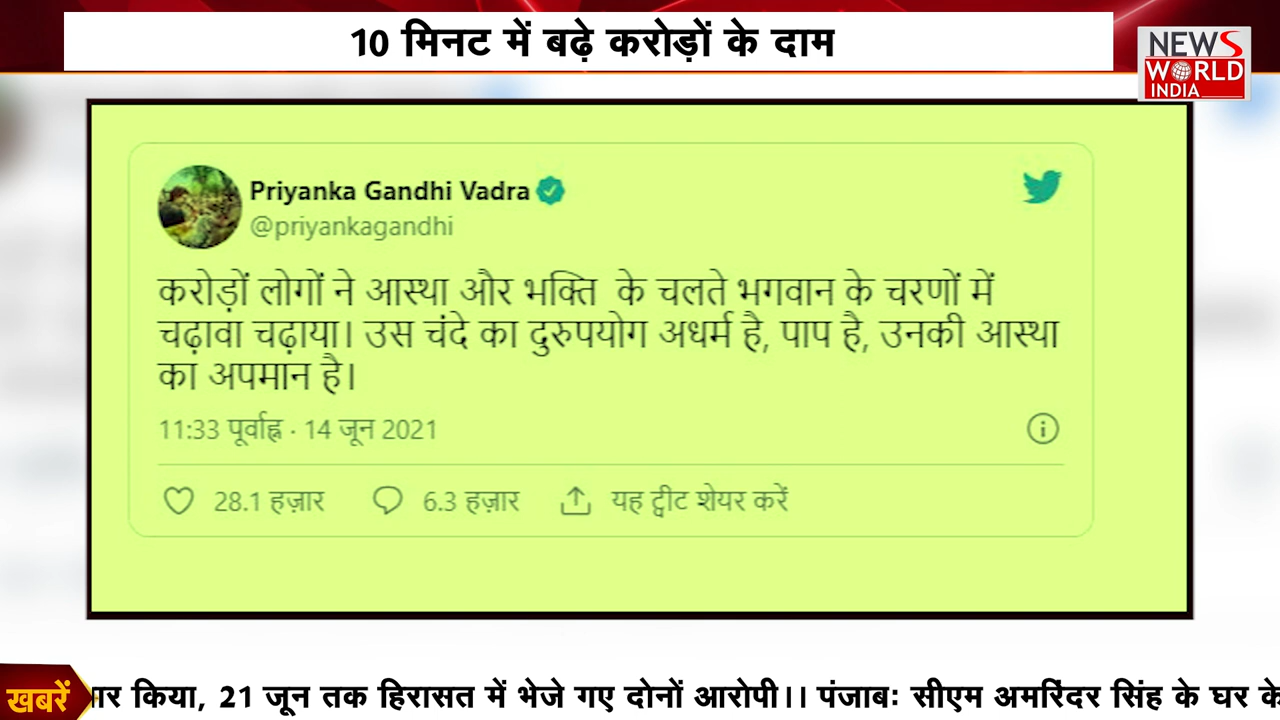 10 मिनट में बढ़े करोड़ों के दाम
NEWS
WORLD
INDIA
Priyanka Gandhi Vadra
@priyankagandhi
करोड़ों लोगों ने आस्था और भक्ति के चलते भगवान के चरणों में
चढ़ावा चढ़ाया। उस चंदे का दुरुपयोग अधर्म है, पाप है, उनकी आस्था
का अपमान है।
11:33 पूर्वाह्न · 14 जून 2021
28.1 हज़ार 6.3 हज़ार यह ट्वीट शेयर करें
खबरें किया, 21 जून तक हिरासत में भेजे गए दोनों आरोपी।। पंजाबः सीएम अमरिंदर सिंह के घर के